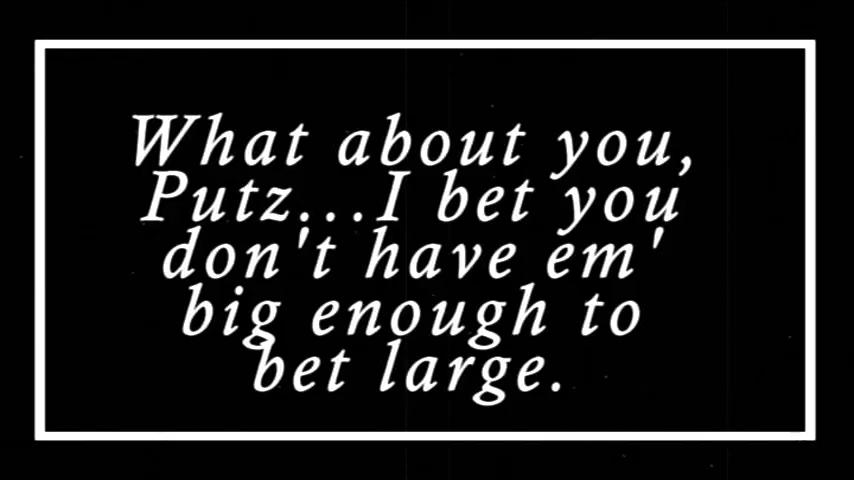 What about you,
Putz...I bet you
don't have em'
big enough to
bet large.